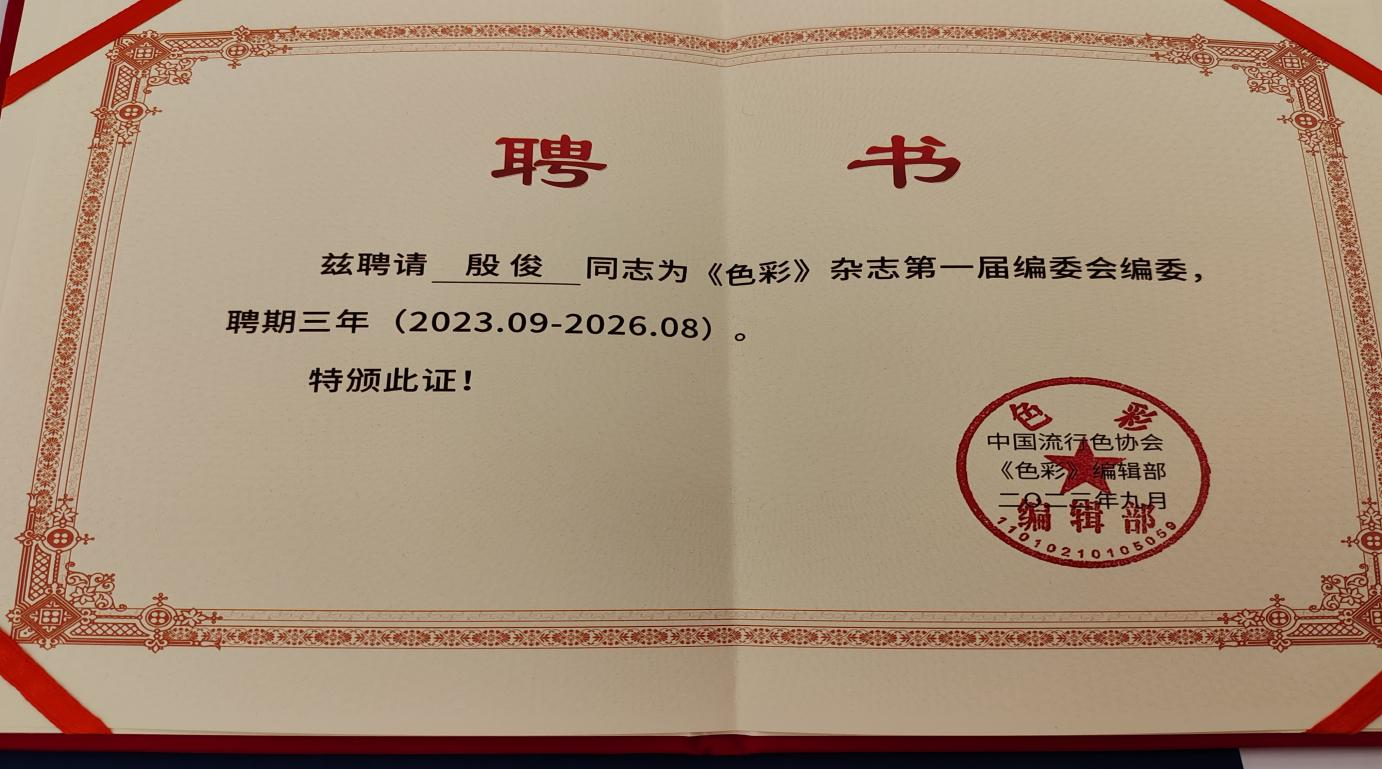 聘 书
兹聘请 殷俊 同志为《色彩》杂志第一届编委会编委，
聘期三年（2023.09-2026.08）。
特颁此证！
色 彩
中国流行色协会
《色彩》编辑部
二〇二三年九月
编辑部
11010210105059